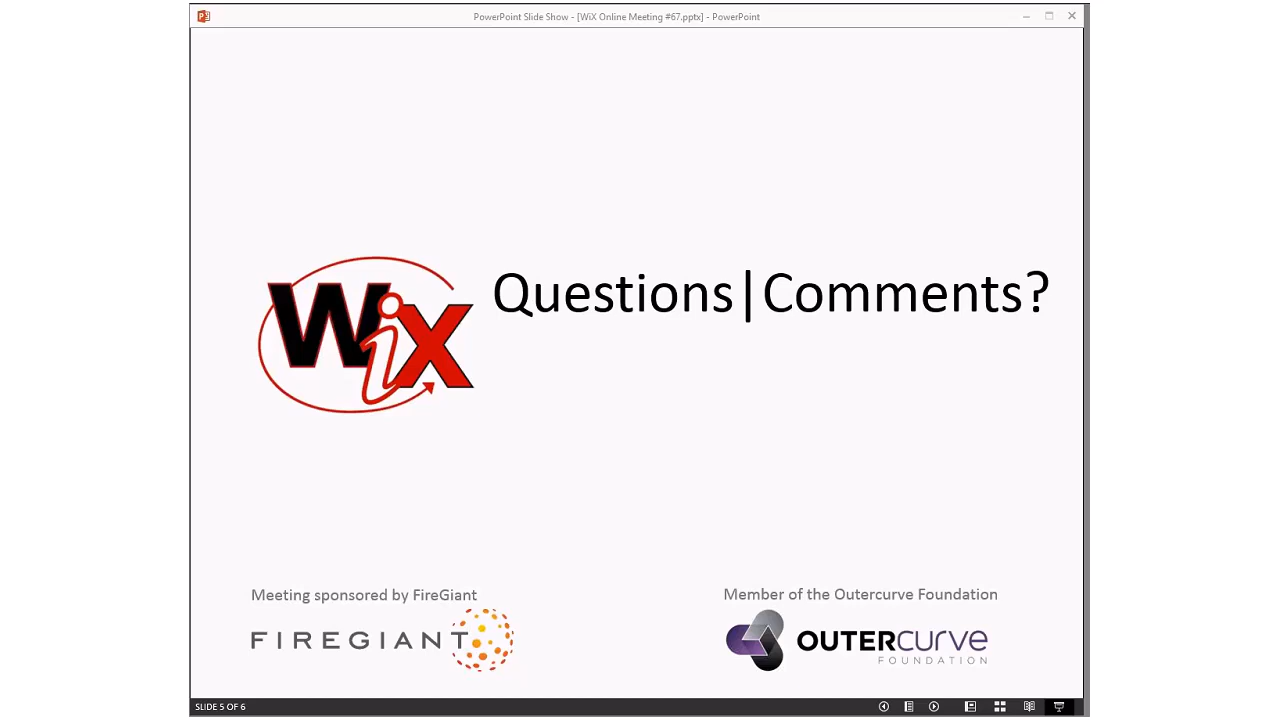 PowerPoint Slide Show - [WiX Online Meeting #67.pptx] - PowerPoint
WiX
Questions|Comments?
Meeting sponsored by FireGiant
FIREGIANT
Member of the Outercurve Foundation
OUTERCURVE
FOUNDATION
SLIDE 5 OF 6